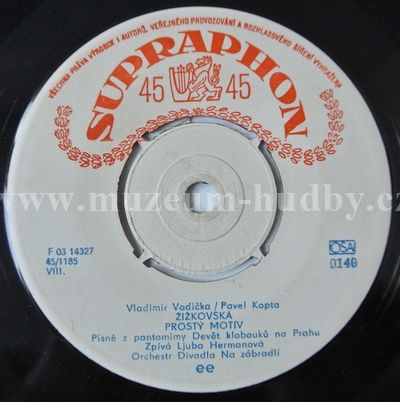 VŠECHNA PRÁVA VÝROBCE I AUTORŮ, VEŘEJNÉHO PROVOZOVÁNÍ A ROZHLASOVÉHO ŠÍŘENÍ VYHRAŽENA
SUPRAPHON
45 45
www.muzeum-hudby.cz
F 03 14327
45/1185
VIII.
OSA
0140
Vladimír Vodička / Pavel Kopta
ŽIŽKOVSKÁ
PROSTÝ MOTIV
Písně z pantomimy Devět klobouků na Prahu
Zpívá Ljuba Hermanová
Orchestr Divadla Na zábradlí
ee